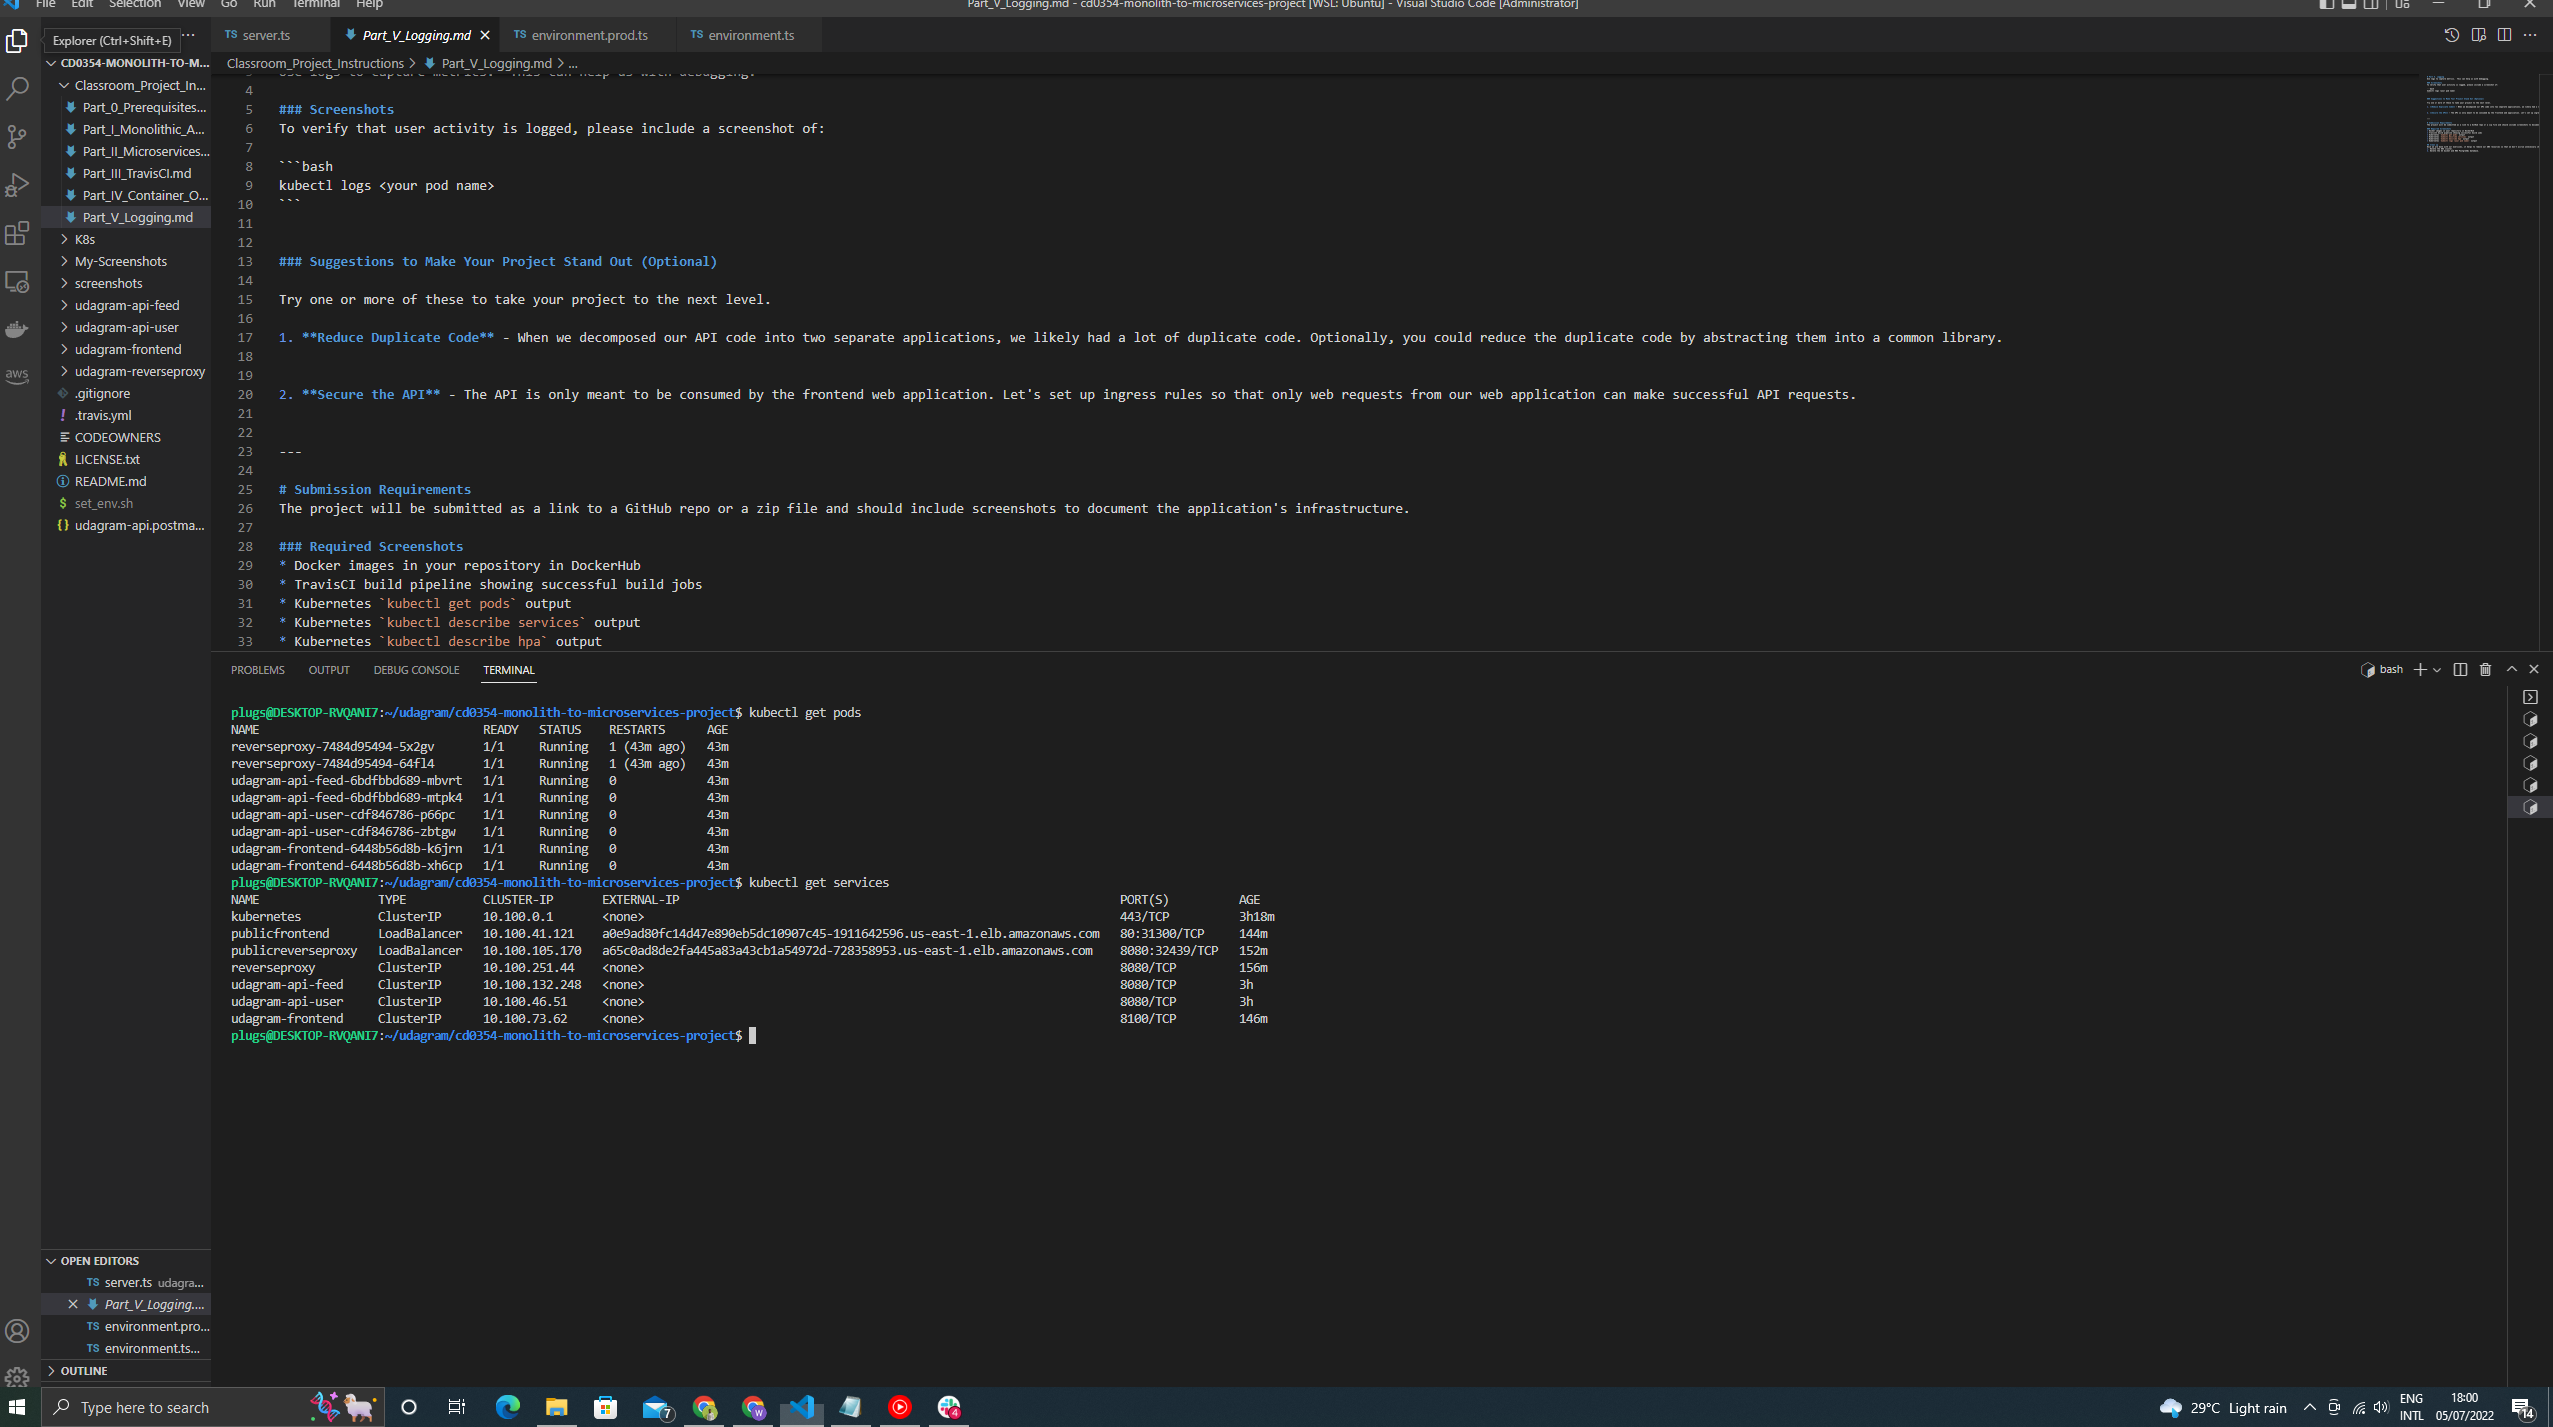 File Edit Selection View Go Run Terminal Help
Part_V_Logging.md - cd0354-monolith-to-microservices-project [WSL: Ubuntu] - Visual Studio Code [Administrator]
Explorer (Ctrl+Shift+E)
···
TS server.ts
Part_V_Logging.md
TS environment.prod.ts
TS environment.ts
CD0354-MONOLITH-TO-M...
Classroom_Project_In...
Part_0_Prerequisites...
Part_I_Monolithic_A...
Part_II_Microservices...
Part_III_TravisCI.md
Part_IV_Container_O...
Part_V_Logging.md
K8s
My-Screenshots
screenshots
udagram-api-feed
udagram-api-user
udagram-frontend
udagram-reverseproxy
.gitignore
.travis.yml
CODEOWNERS
LICENSE.txt
README.md
$ set_env.sh
{} udagram-api.postma...
aws
Classroom_Project_Instructions > Part_V_Logging.md > ...
4
5 ### Screenshots
6 To verify that user activity is logged, please include a screenshot of:
7
8 ```bash
9 kubectl logs <your pod name>
10 ```
11
12
13 ### Suggestions to Make Your Project Stand Out (Optional)
14
15 Try one or more of these to take your project to the next level.
16
17 1. **Reduce Duplicate Code** - When we decomposed our API code into two separate applications, we likely had a lot of duplicate code. Optionally, you could reduce the duplicate code by abstracting them into a common library.
18
19
20 2. **Secure the API** - The API is only meant to be consumed by the frontend web application. Let's set up ingress rules so that only web requests from our web application can make successful API requests.
21
22
23 ---
24
25 # Submission Requirements
26 The project will be submitted as a link to a GitHub repo or a zip file and should include screenshots to document the application's infrastructure.
27
28 ### Required Screenshots
29 * Docker images in your repository in DockerHub
30 * TravisCI build pipeline showing successful build jobs
31 * Kubernetes `kubectl get pods` output
32 * Kubernetes `kubectl describe services` output
33 * Kubernetes `kubectl describe hpa` output
PROBLEMS OUTPUT DEBUG CONSOLE TERMINAL
bash
plugs@DESKTOP-RVQANI7:~/udagram/cd0354-monolith-to-microservices-project$ kubectl get pods
NAME READY STATUS RESTARTS AGE
reverseproxy-7484d95494-5x2gv 1/1 Running 1 (43m ago) 43m
reverseproxy-7484d95494-64fl4 1/1 Running 1 (43m ago) 43m
udagram-api-feed-6bdfbbd689-mbvrt 1/1 Running 0 43m
udagram-api-feed-6bdfbbd689-mtpk4 1/1 Running 0 43m
udagram-api-user-cdf846786-p66pc 1/1 Running 0 43m
udagram-api-user-cdf846786-zbtgw 1/1 Running 0 43m
udagram-frontend-6448b56d8b-k6jrn 1/1 Running 0 43m
udagram-frontend-6448b56d8b-xh6cp 1/1 Running 0 43m
plugs@DESKTOP-RVQANI7:~/udagram/cd0354-monolith-to-microservices-project$ kubectl get services
NAME TYPE CLUSTER-IP EXTERNAL-IP PORT(S) AGE
kubernetes ClusterIP 10.100.0.1 <none> 443/TCP 3h18m
publicfrontend LoadBalancer 10.100.41.121 a0e9ad80fc14d47e890eb5dc10907c45-1911642596.us-east-1.elb.amazonaws.com 80:31300/TCP 144m
publicreverseproxy LoadBalancer 10.100.105.170 a65c0ad8de2fa445a83a43cb1a54972d-728358953.us-east-1.elb.amazonaws.com 8080:32439/TCP 152m
reverseproxy ClusterIP 10.100.251.44 <none> 8080/TCP 156m
udagram-api-feed ClusterIP 10.100.132.248 <none> 8080/TCP 3h
udagram-api-user ClusterIP 10.100.46.51 <none> 8080/TCP 3h
udagram-frontend ClusterIP 10.100.73.62 <none> 8100/TCP 146m
plugs@DESKTOP-RVQANI7:~/udagram/cd0354-monolith-to-microservices-project$
OPEN EDITORS
TS server.ts udagra...
Part_V_Logging....
TS environment.pro...
TS environment.ts...
OUTLINE
Type here to search
7
4
29°C Light rain
ENG
INTL
18:00
05/07/2022
14